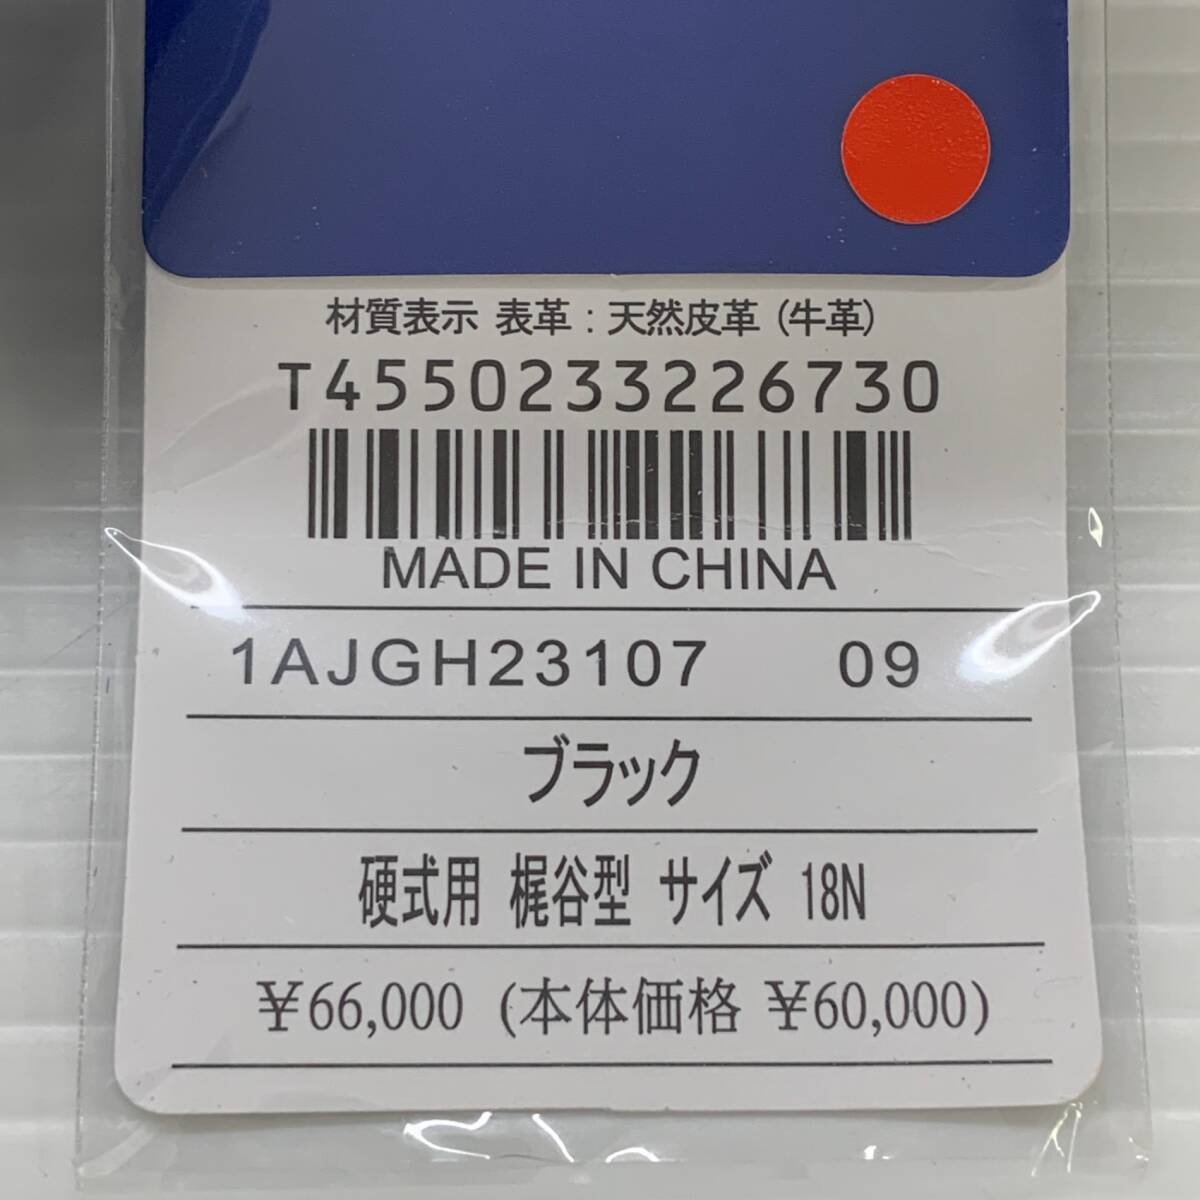 材質表示 表革：天然皮革（牛革）
T4550233226730
MADE IN CHINA
1AJGH23107 09
ブラック
硬式用 梶谷型 サイズ 18N
￥66,000（本体価格 ￥60,000）